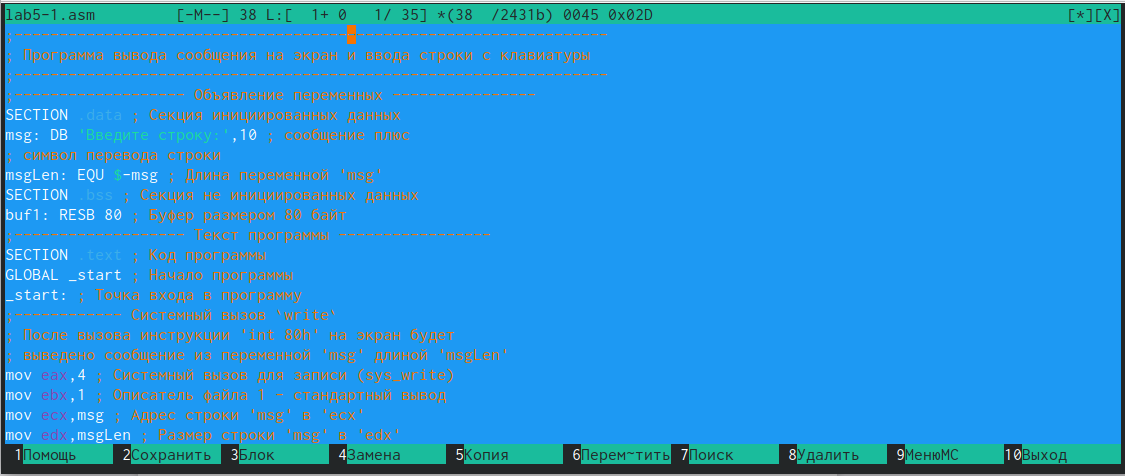 lab5-1.asm [-M--] 38 L:[ 1+ 0 1/ 35] *(38 /2431b) 0045 0x02D [*][X]
;------------------------------------------------------------------
; Программа вывода сообщения на экран и ввода строки с клавиатуры
;------------------------------------------------------------------
;------------------- Объявление переменных ----------------
SECTION .data ; Секция инициированных данных
msg: DB 'Введите строку:',10 ; сообщение плюс
; символ перевода строки
msgLen: EQU $-msg ; Длина переменной 'msg'
SECTION .bss ; Секция не инициированных данных
buf1: RESB 80 ; Буфер размером 80 байт
;------------------- Текст программы -----------------
SECTION .text ; Код программы
GLOBAL _start ; Начало программы
_start: ; Точка входа в программу
;------------ Системный вызов 'write'
; После вызова инструкции 'int 80h' на экран будет
; выведено сообщение из переменной 'msg' длиной 'msgLen'
mov eax,4 ; Системный вызов для записи (sys_write)
mov ebx,1 ; Описатель файла 1 - стандартный вывод
mov ecx,msg ; Адрес строки 'msg' в 'ecx'
mov edx,msgLen ; Размер строки 'msg' в 'edx'
1Помощь 2Сохранить 3Блок 4Замена 5Копия 6Перем~тить 7Поиск 8Удалить 9МенюMC 10Выход